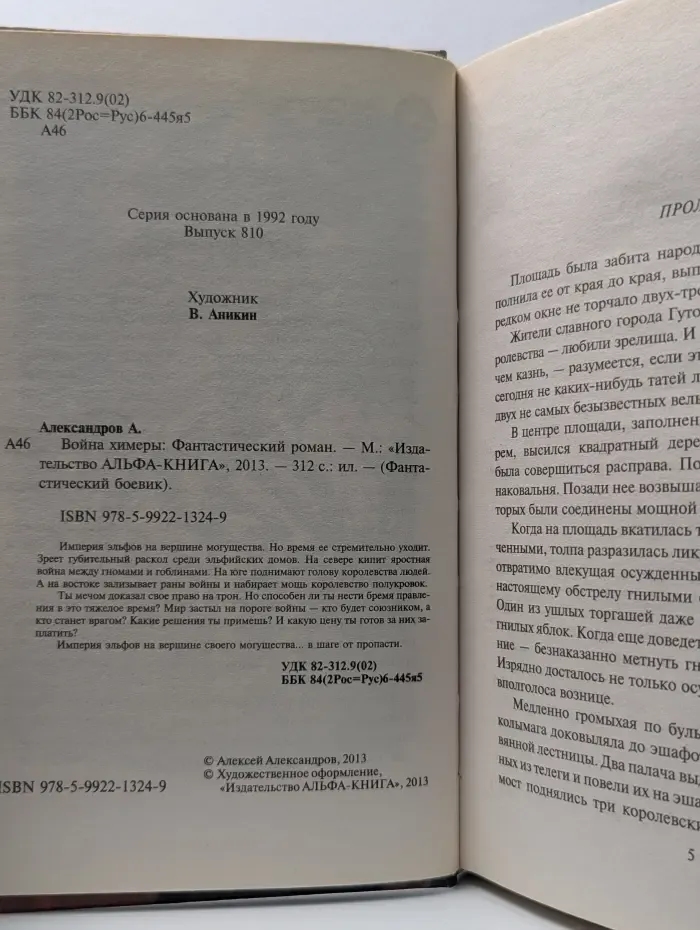 УДК 82-312.9(02)
ББК 84(2Рос=Рус)6-445я5
А46
Серия основана в 1992 году
Выпуск 810
Художник
В. Аникин
Александров А.
А46 Война химеры: Фантастический роман. — М.: «Изда-
тельство АЛЬФА-КНИГА», 2013. — 312 с.: ил. — (Фанта-
стический боевик).
ISBN 978-5-9922-1324-9
Империя эльфов на вершине могущества. Но время ее стремительно уходит.
Зреет губительный раскол среди эльфийских домов. На севере кипит яростная
война между гномами и гоблинами. На юге поднимают голову королевства людей.
А на востоке зализывает раны войны и набирает мощь королевство полукровок.
Ты мечом доказал свое право на трон. Но способен ли ты нести бремя правле-
ния в это тяжелое время? Мир застыл на пороге войны — кто будет союзником, а
кто станет врагом? Какие решения ты примешь? И какую цену ты готов за них за-
платить?
Империя эльфов на вершине своего могущества... в шаге от пропасти.
УДК 82-312.9(02)
ББК 84(2Рос=Рус)6-445я5
© Алексей Александров, 2013
© Художественное оформление,
«Издательство АЛЬФА-КНИГА», 2013
ISBN 978-5-9922-1324-9
ПРОЛ
Площадь была забита народ
полнила ее от края до края, вып
редком окне не торчало двух-тро
Жители славного города Гуто
ролевства — любили зрелища. И
чем казнь, — разумеется, если эт
сегодня не каких-нибудь татей л
двух не самых безызвестных вель
В центре площади, заполнен
рем, высился квадратный дере
была совершиться расправа. По
наковальня. Позади нее возвыша
торых были соединены мощной
Когда на площадь вкатилась т
ченными, толпа разразилась лик
отвратимо влекущая осужденны
настоящему обстрелу гнилыми
Один из ушлых торгашей даже
гнилых яблок. Когда еще доведет
ние — безнаказанно метнуть гн
Изрядно досталось не только осу
вполголоса вознице.
Медленно громыхая по буль
колымага доковыляла до эшафо
вянной лестницы. Два палача выд
ных из телеги и повели их на эша
мост поднялись три королевски
5